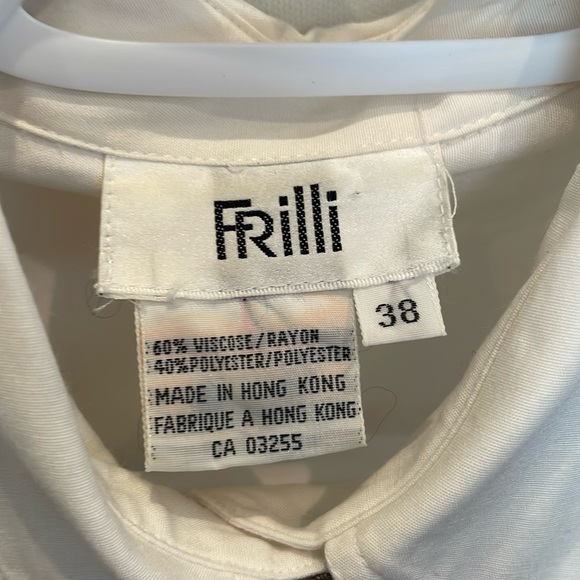 FRilli
38
60% VISCOSE/RAYON
40%POLYESTER/POLYESTER
MADE IN HONG KONG
FABRIQUE A HONG KONG
CA 03255